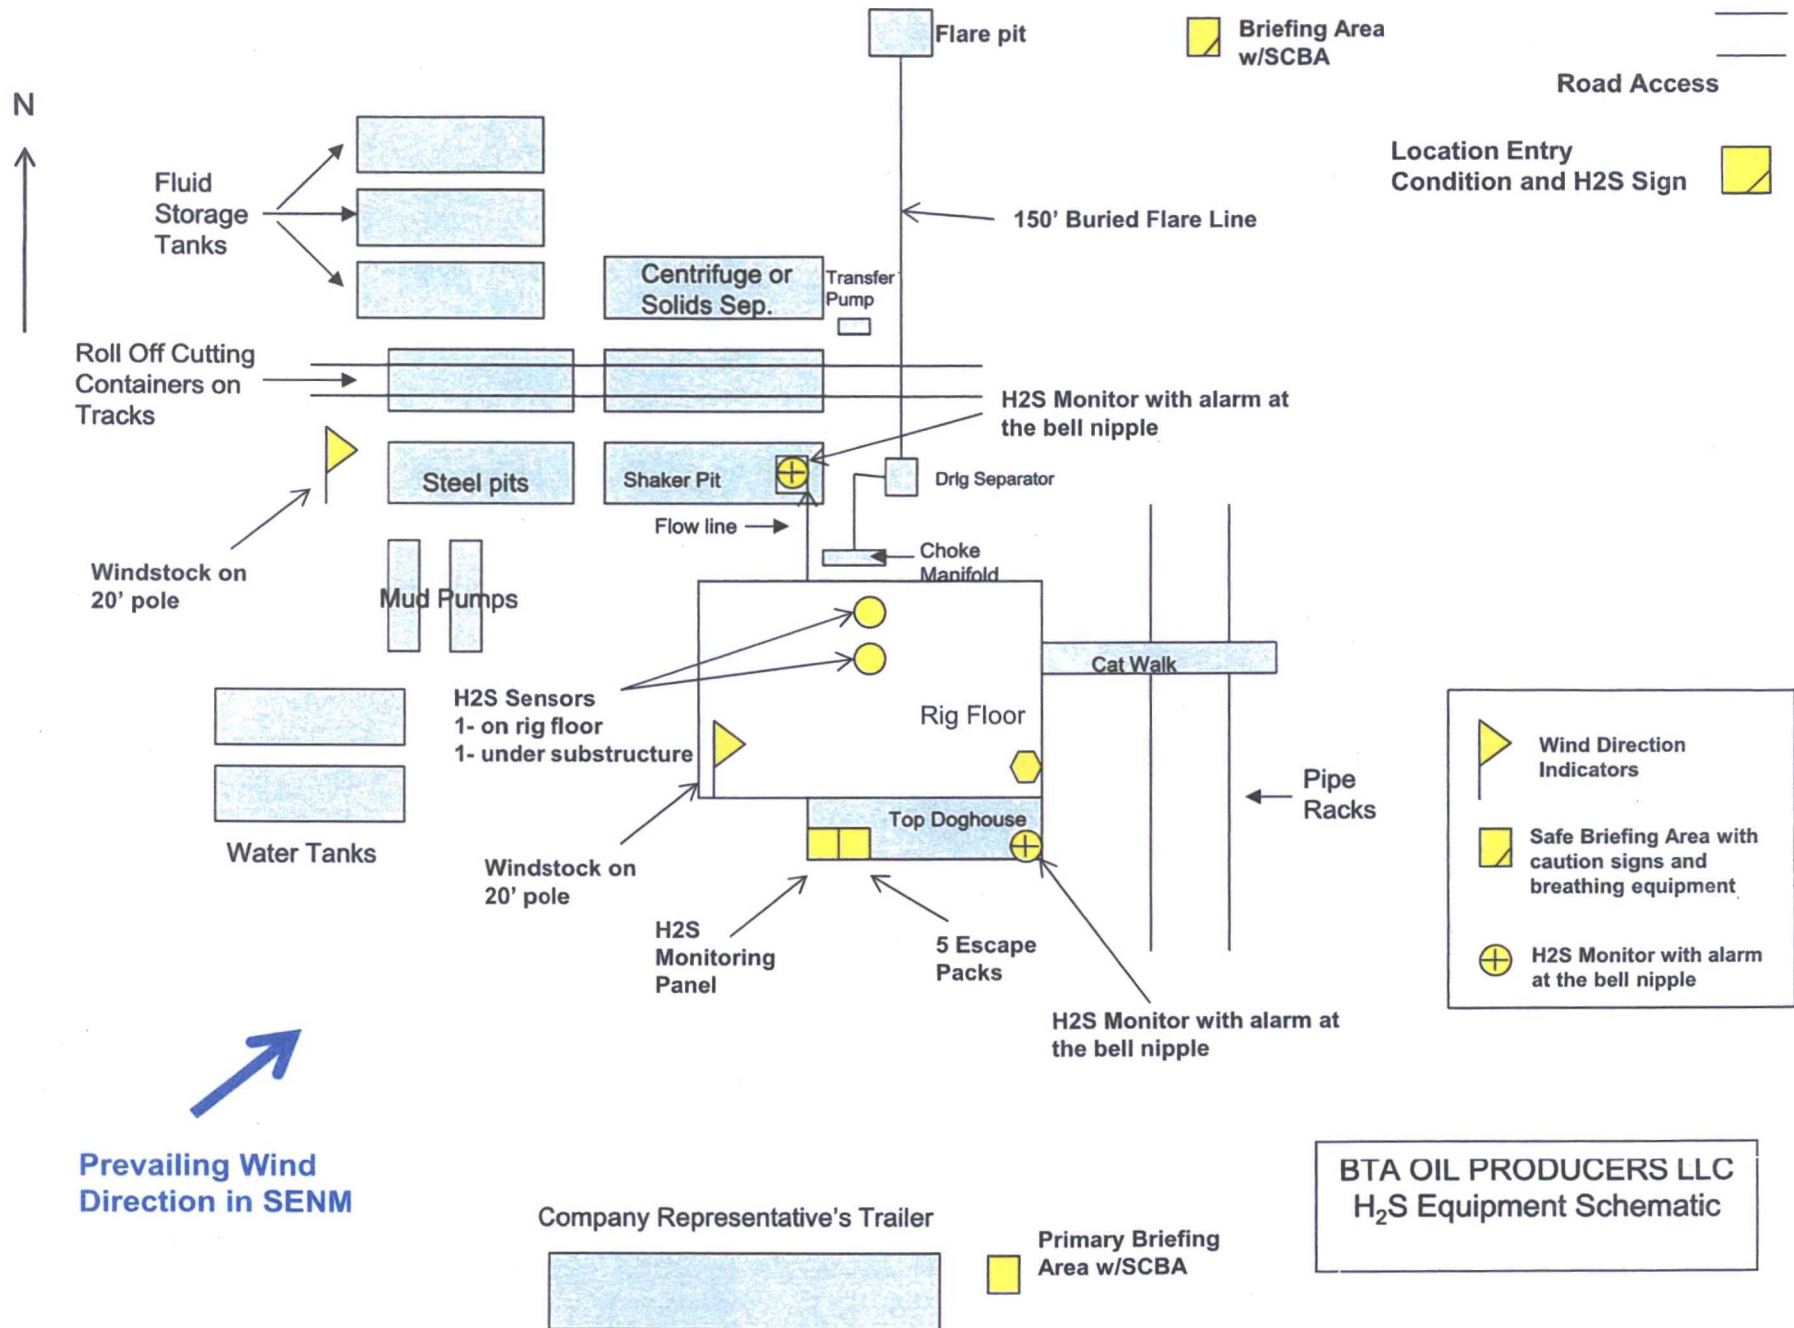 Flare pit
Briefing Area
w/SCBA
Road Access
N
Location Entry
Condition and H2S Sign
Fluid
Storage
Tanks
150' Buried Flare Line
Centrifuge or
Solids Sep.
Transfer
Pump
Roll Off Cutting
Containers on
Tracks
H2S Monitor with alarm at
the bell nipple
Steel pits
Shaker Pit
Drlg Separator
Flow line
Choke
Manifold
Windstock on
20' pole
Mud Pumps
Cat Walk
H2S Sensors
1- on rig floor
1- under substructure
Rig Floor
Wind Direction
Indicators
Pipe
Racks
Top Doghouse
Safe Briefing Area with
caution signs and
breathing equipment
Water Tanks
Windstock on
20' pole
H2S
Monitoring
Panel
5 Escape
Packs
H2S Monitor with alarm
at the bell nipple
H2S Monitor with alarm at
the bell nipple
Prevailing Wind
Direction in SENM
BTA OIL PRODUCERS LLC
H₂S Equipment Schematic
Company Representative's Trailer
Primary Briefing
Area w/SCBA